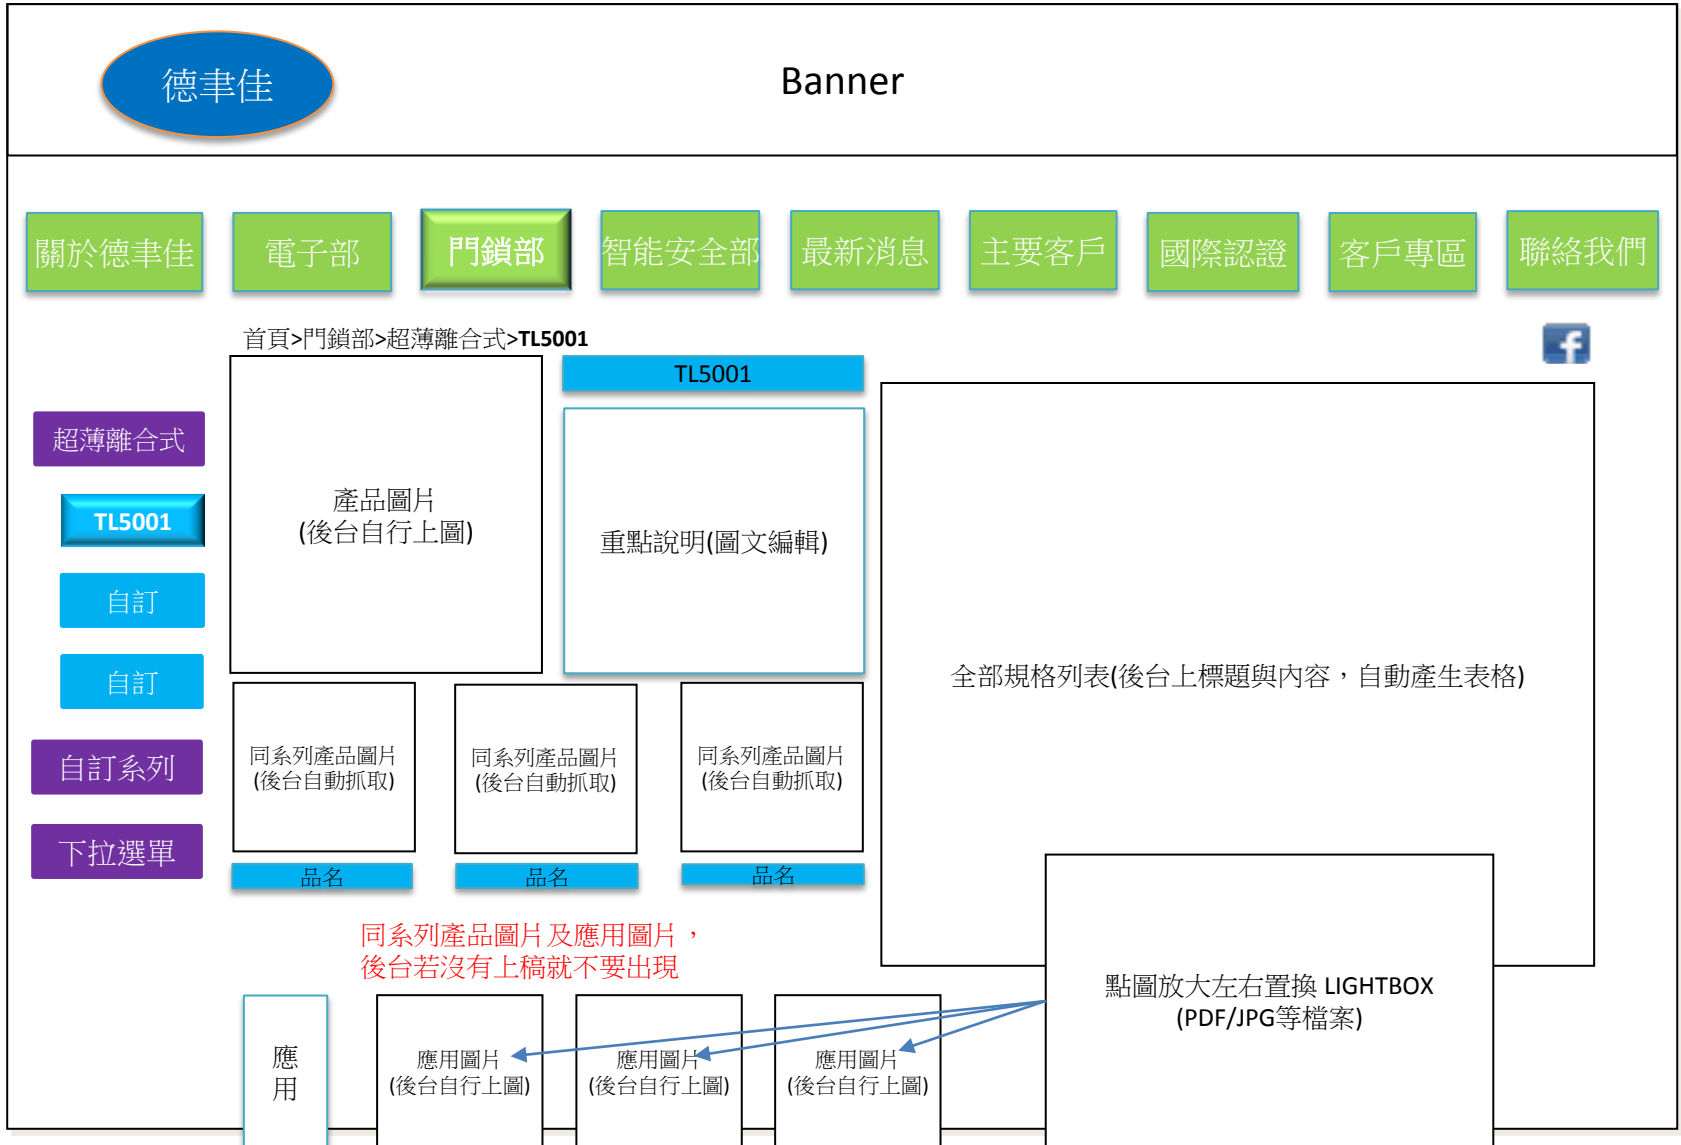 德聿佳
Banner
關於德聿佳
電子部
門鎖部
智能安全部
最新消息
主要客戶
國際認證
客戶專區
聯絡我們
首頁>門鎖部>超薄離合式>TL5001
超薄離合式
TL5001
自訂
自訂
自訂系列
下拉選單
產品圖片
(後台自行上圖)
TL5001
重點說明(圖文編輯)
全部規格列表(後台上標題與內容，自動產生表格)
同系列產品圖片
(後台自動抓取)
同系列產品圖片
(後台自動抓取)
同系列產品圖片
(後台自動抓取)
品名
品名
品名
同系列產品圖片及應用圖片，
後台若沒有上稿就不要出現
點圖放大左右置換 LIGHTBOX
(PDF/JPG等檔案)
應
用
應用圖片
(後台自行上圖)
應用圖片
(後台自行上圖)
應用圖片
(後台自行上圖)